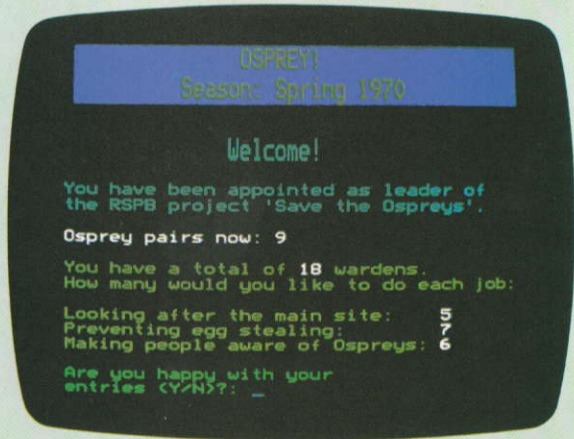 OSPREY!
Season: Spring 1970
Welcome!
You have been appointed as leader of
the RSPB project 'Save the Ospreys'.
Osprey pairs now: 9
You have a total of 18 wardens.
How many would you like to do each job:
Looking after the main site: 5
Preventing egg stealing: 7
Making people aware of Ospreys: 6
Are you happy with your
entries (Y/N)?: _